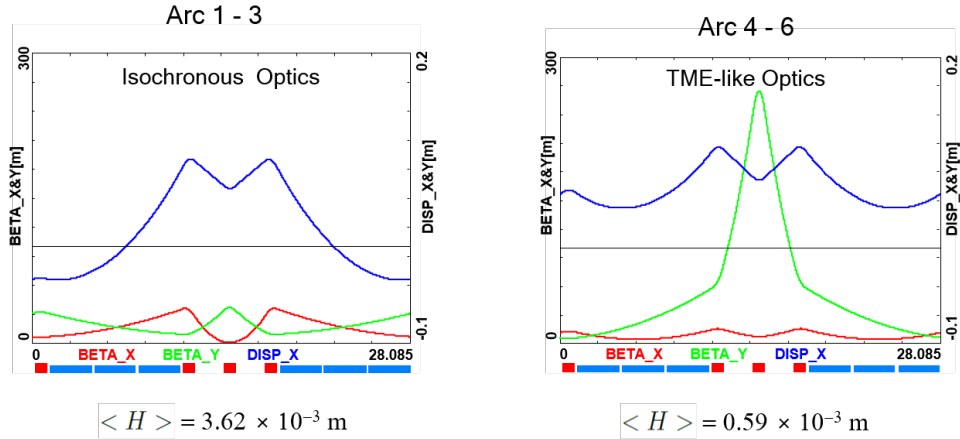 Arc 1 - 3
300
0.2
Isochronous Optics
BETA_X&Y[m]
DISP_X&Y[m]
0
-0.1
0
BETA_X
BETA_Y
DISP_X
28.085
< H > = 3.62 × 10⁻³ m
Arc 4 - 6
300
0.2
TME-like Optics
BETA_X&Y[m]
DISP_X&Y[m]
0
-0.1
0
BETA_X
BETA_Y
DISP_X
28.085
< H > = 0.59 × 10⁻³ m